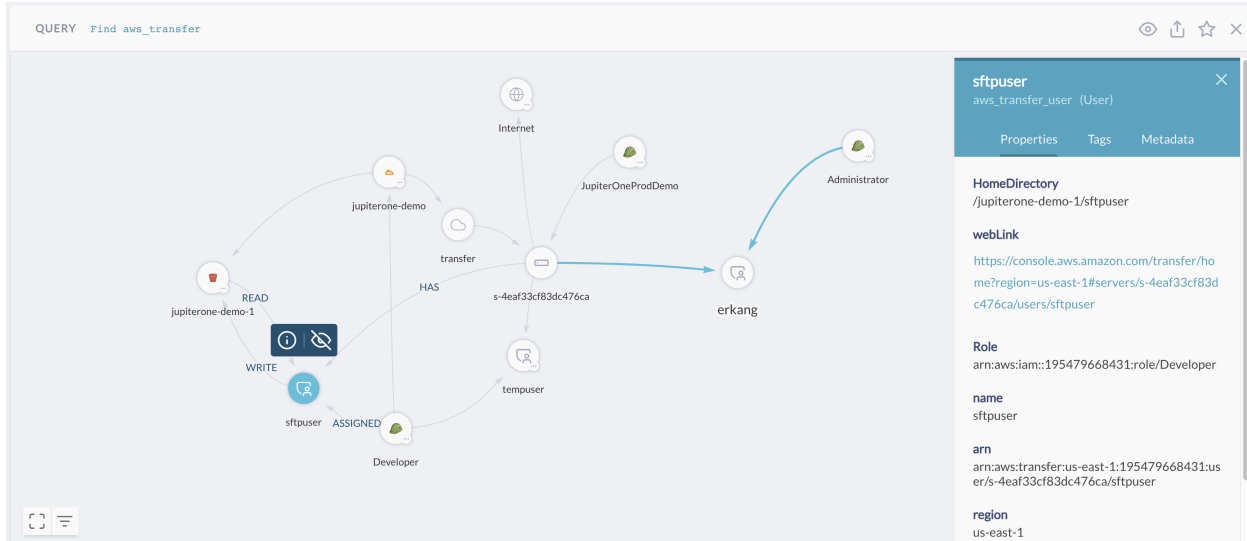 QUERY Find aws_transfer
sftpuser
aws_transfer_user (User)
Properties Tags Metadata
HomeDirectory
/jupiterone-demo-1/sftpuser
webLink
https://console.aws.amazon.com/transfer/ho
me?region=us-east-1#servers/s-4eaf33cf83d
c476ca/users/sftpuser
Role
arn:aws:iam::195479668431:role/Developer
name
sftpuser
arn
arn:aws:transfer:us-east-1:195479668431:us
er/s-4eaf33cf83dc476ca/sftpuser
region
us-east-1
Internet
JupiterOneProdDemo
Administrator
jupiterone-demo
transfer
HAS
s-4eaf33cf83dc476ca
READ
jupiterone-demo-1
erkang
WRITE
tempuser
sftpuser
ASSIGNED
Developer